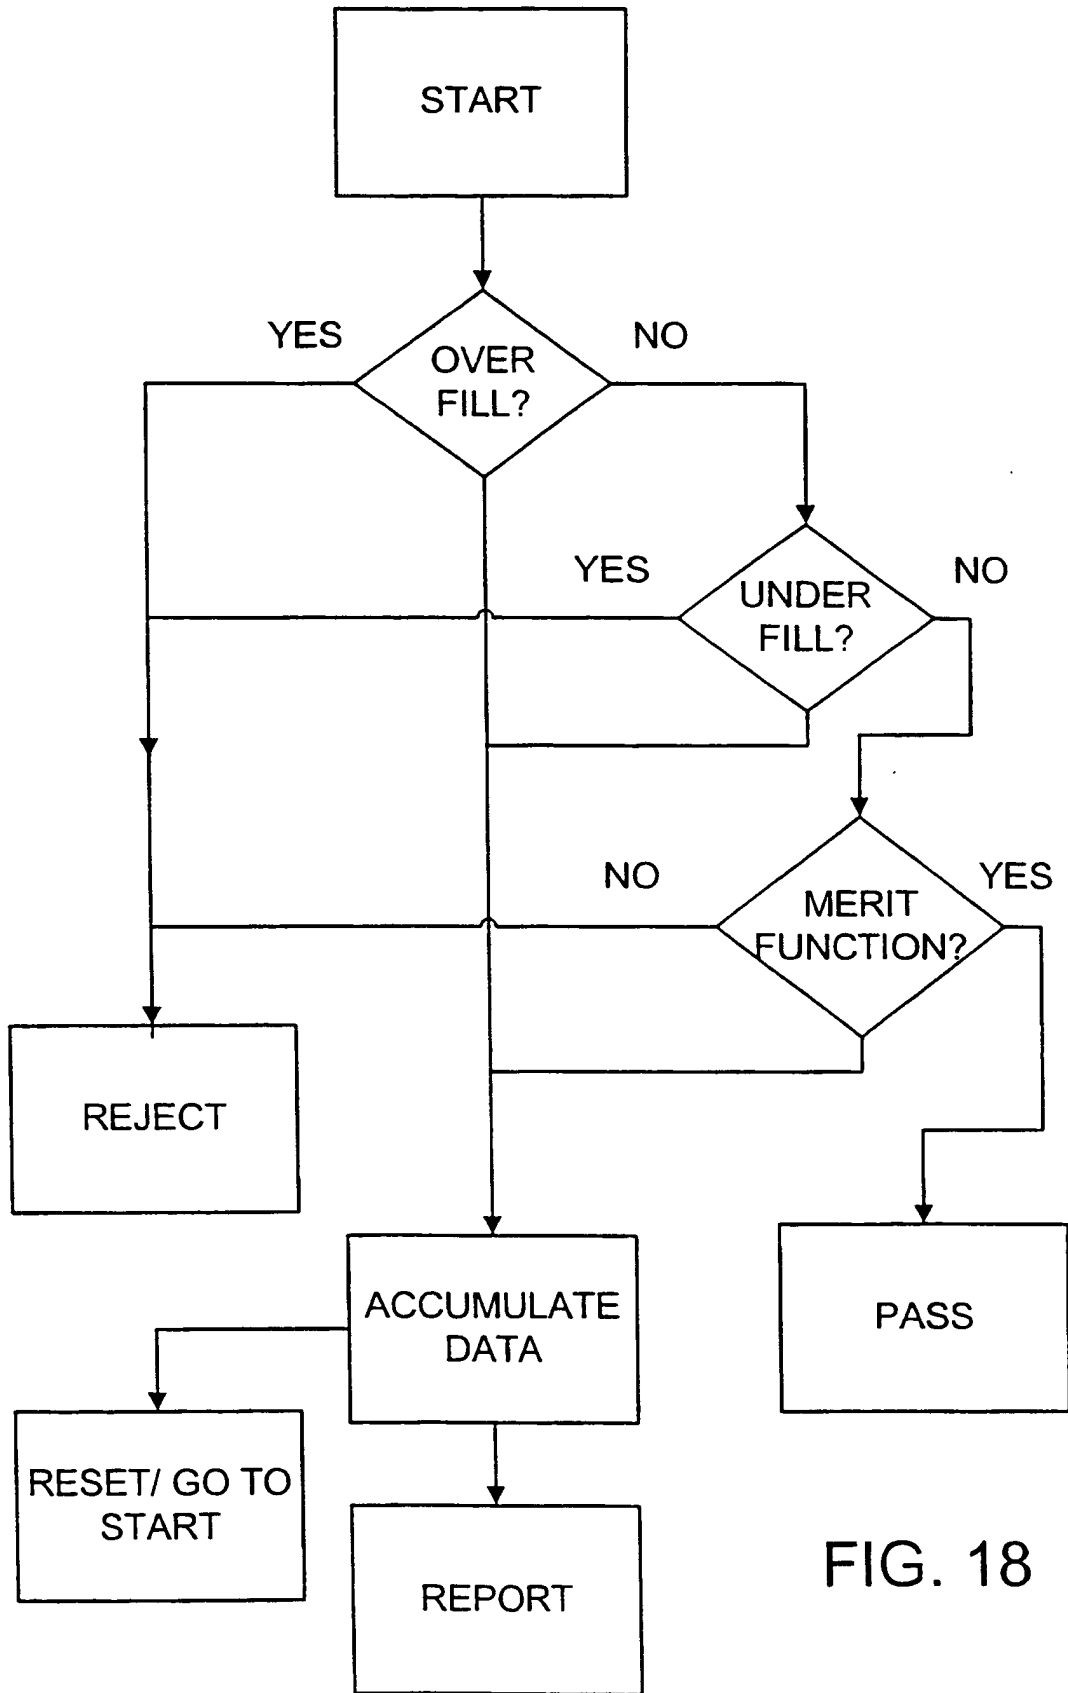 START
YES
NO
OVER
FILL?
YES
NO
UNDER
FILL?
NO
YES
MERIT
FUNCTION?
REJECT
ACCUMULATE
DATA
PASS
RESET/ GO TO
START
REPORT
FIG. 18